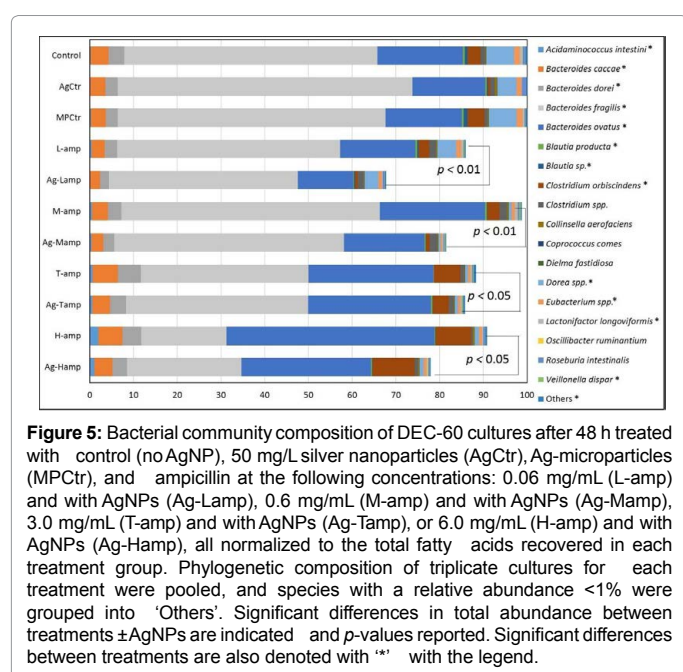 Control
AgCtr
MPCtr
L-amp
Ag-Lamp
M-amp
Ag-Mamp
T-amp
Ag-Tamp
H-amp
Ag-Hamp
p < 0.01
p < 0.01
p < 0.05
p < 0.05
0 10 20 30 40 50 60 70 80 90 100
Acidaminococcus intestini *
Bacteroides caccae *
Bacteroides dorei *
Bacteroides fragilis *
Bacteroides ovatus *
Blautia producta *
Blautia sp. *
Clostridium orbiscindens *
Clostridium spp.
Collinsella aerofaciens
Coprococcus comes
Dielma fastidiosa
Dorea spp. *
Eubacterium spp. *
Lactonifactor longoviformis *
Oscillibacter ruminantium
Roseburia intestinalis
Veillonella dispar *
Others *
Figure 5: Bacterial community composition of DEC-60 cultures after 48 h treated
with control (no AgNP), 50 mg/L silver nanoparticles (AgCtr), Ag-microparticles
(MPCtr), and ampicillin at the following concentrations: 0.06 mg/mL (L-amp)
and with AgNPs (Ag-Lamp), 0.6 mg/mL (M-amp) and with AgNPs (Ag-Mamp),
3.0 mg/mL (T-amp) and with AgNPs (Ag-Tamp), or 6.0 mg/mL (H-amp) and with
AgNPs (Ag-Hamp), all normalized to the total fatty acids recovered in each
treatment group. Phylogenetic composition of triplicate cultures for each
treatment were pooled, and species with a relative abundance <1% were
grouped into 'Others'. Significant differences in total abundance between
treatments ±AgNPs are indicated and p-values reported. Significant differences
between treatments are also denoted with '*' with the legend.